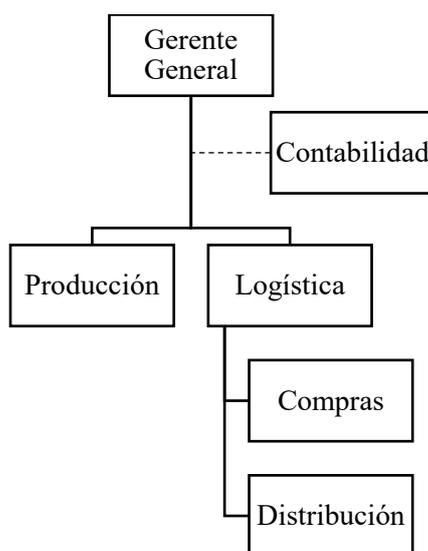 Gerente
General
Contabilidad
Producción
Logística
Compras
Distribución